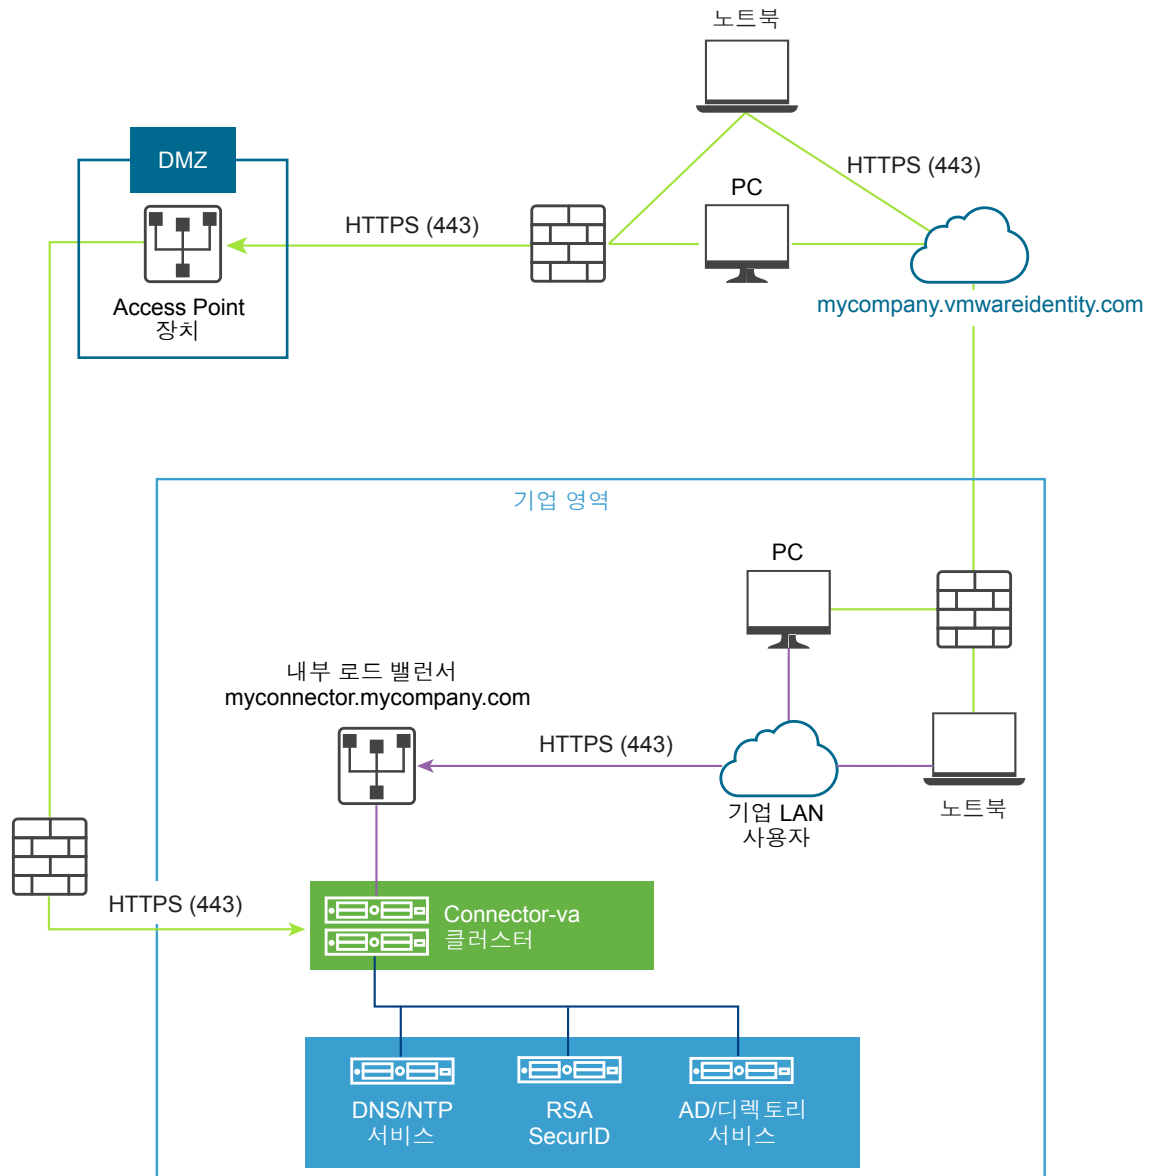 노트북
DMZ
HTTPS (443)
PC
HTTPS (443)
Access Point
장치
mycompany.vmwareidentity.com
기업 영역
PC
내부 로드 밸런서
myconnector.mycompany.com
HTTPS (443)
기업 LAN
사용자
노트북
HTTPS (443)
Connector-va
클러스터
DNS/NTP
서비스
RSA
SecurID
AD/디렉토리
서비스